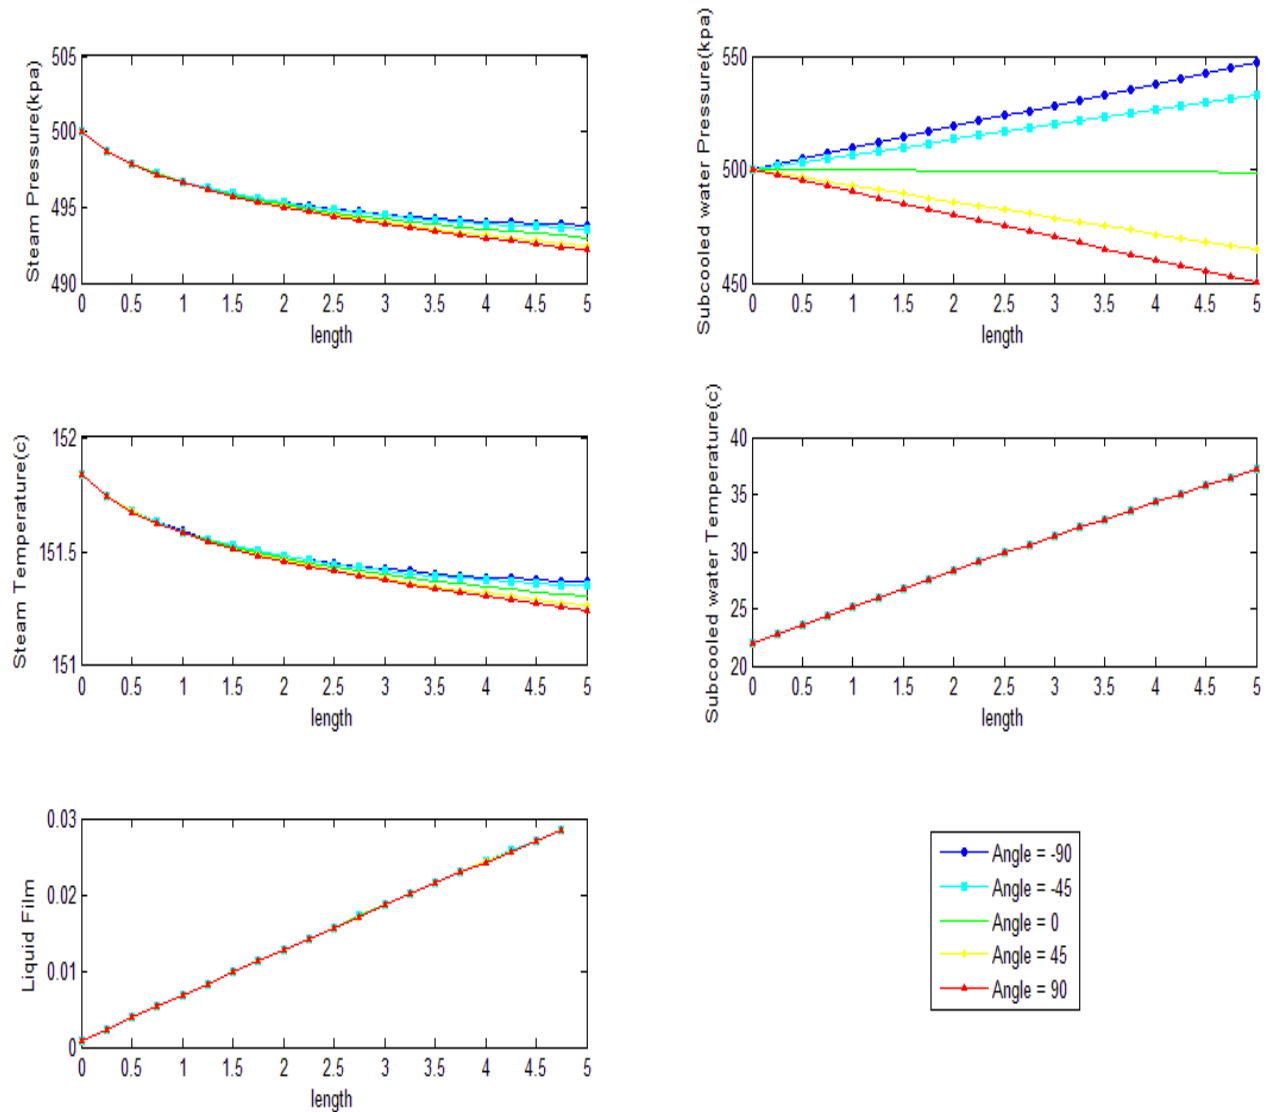 Steam Pressure(kpa)
505
500
495
490
0 0.5 1 1.5 2 2.5 3 3.5 4 4.5 5
length
Subcooled water Pressure(kpa)
550
500
450
0 0.5 1 1.5 2 2.5 3 3.5 4 4.5 5
length
Steam Temperature(c)
152
151.5
151
0 0.5 1 1.5 2 2.5 3 3.5 4 4.5 5
length
Subcooled water Temperature(c)
40
35
30
25
20
0 0.5 1 1.5 2 2.5 3 3.5 4 4.5 5
length
Liquid Film
0.03
0.02
0.01
0
0 0.5 1 1.5 2 2.5 3 3.5 4 4.5 5
length
Angle = -90
Angle = -45
Angle = 0
Angle = 45
Angle = 90